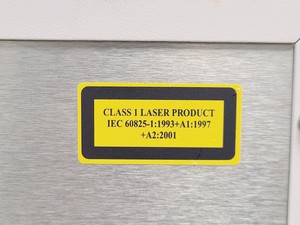 CLASS 1 LASER PRODUCT
IEC 60825-1:1993+A1:1997
+A2:2001